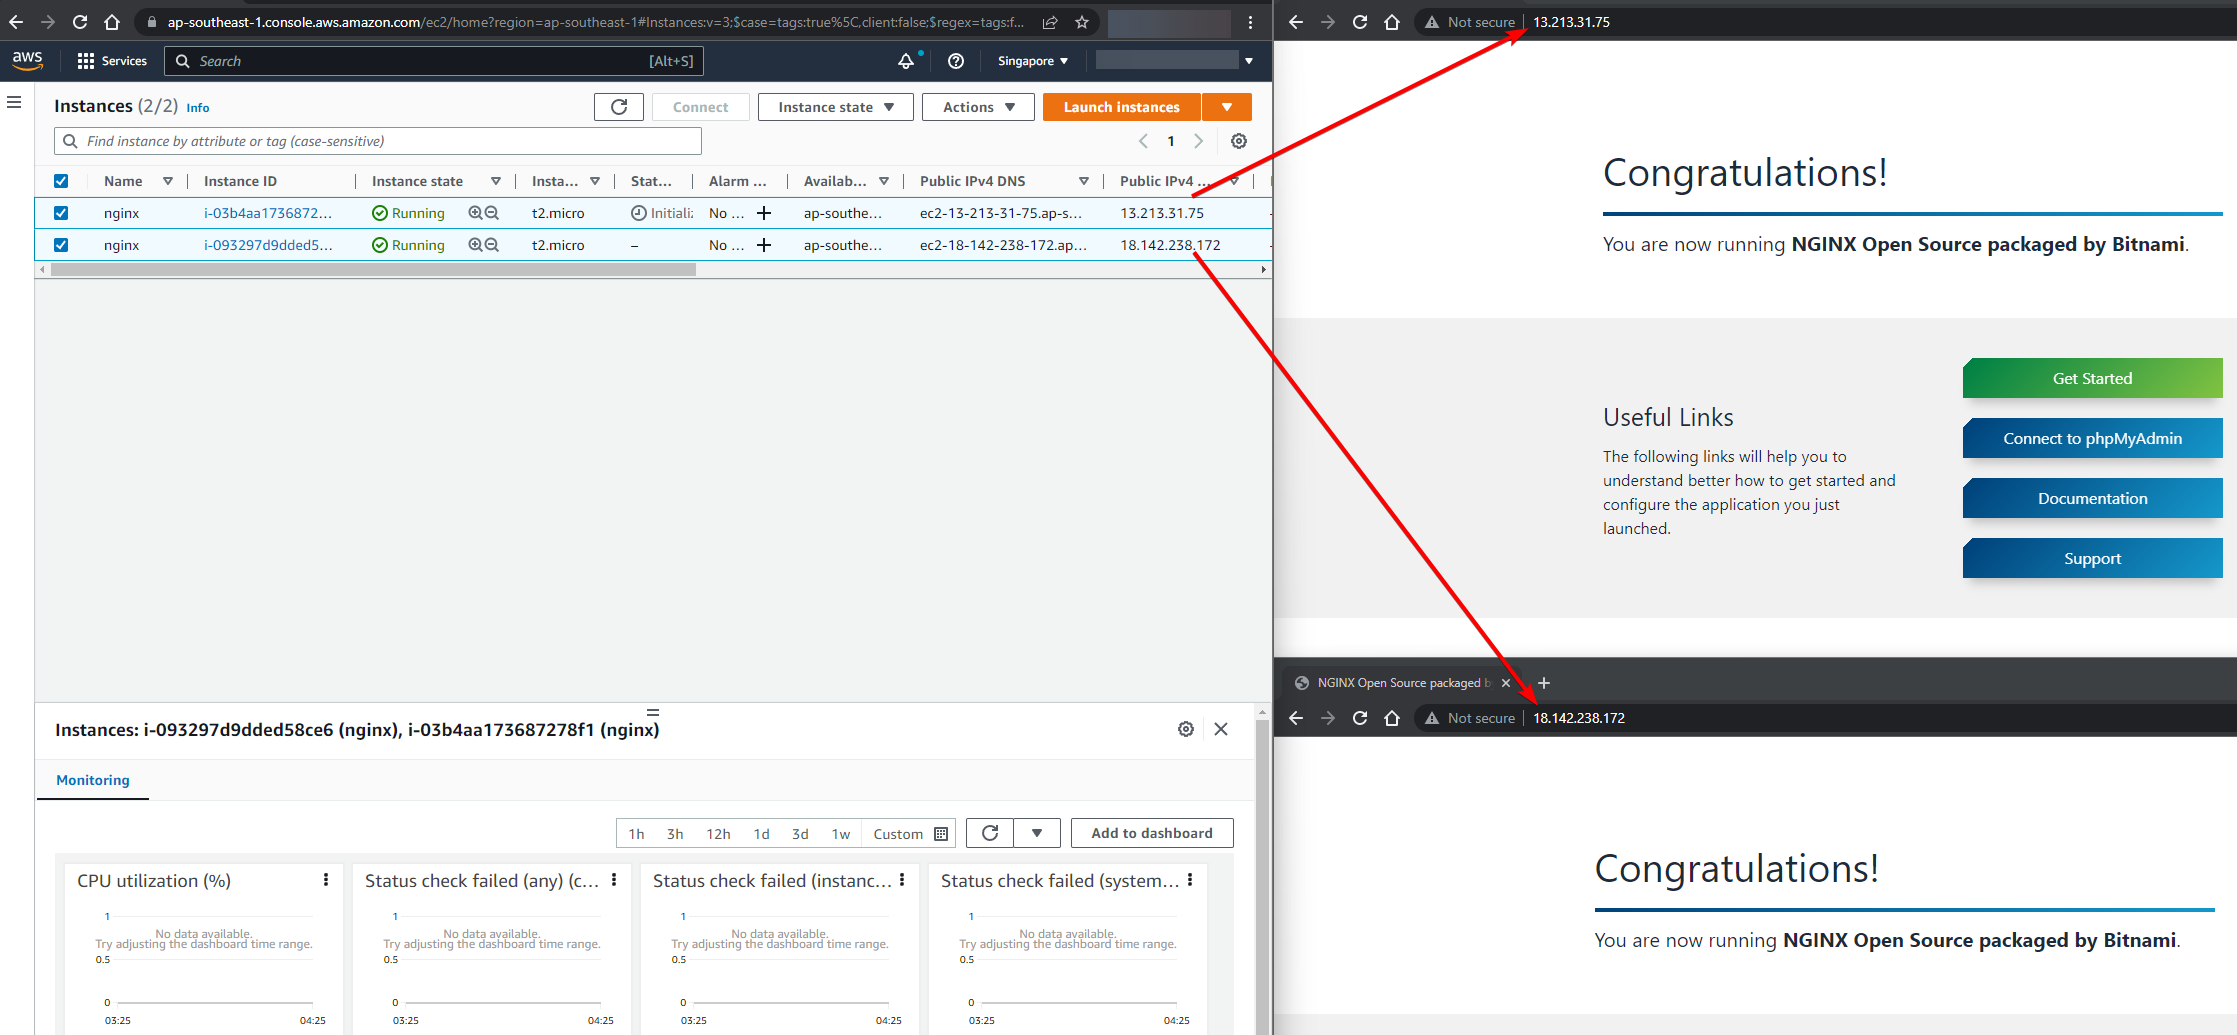 ap-southeast-1.console.aws.amazon.com/ec2/home?region=ap-southeast-1#Instances:v=3;$case=tags:true%5C,client:false;$regex=tags:f...
aws
Services
Search
[Alt+S]
Singapore
Instances (2/2) Info
Connect
Instance state
Actions
Launch instances
Find instance by attribute or tag (case-sensitive)
1
Name Instance ID Instance state Insta... Stat... Alarm ... Availab... Public IPv4 DNS Public IPv4 ...
nginx i-03b4aa1736872... Running t2.micro Initializ No ... + ap-southe... ec2-13-213-31-75.ap-s... 13.213.31.75 -
nginx i-093297d9dded5... Running t2.micro – No ... + ap-southe... ec2-18-142-238-172.ap... 18.142.238.172 -
Instances: i-093297d9dded58ce6 (nginx), i-03b4aa173687278f1 (nginx)
Monitoring
1h 3h 12h 1d 3d 1w Custom
Add to dashboard
CPU utilization (%)
1
No data available.
Try adjusting the dashboard time range.
0.5
0
03:25 04:25
Status check failed (any) (c...
1
No data available.
Try adjusting the dashboard time range.
0.5
0
03:25 04:25
Status check failed (instanc...
1
No data available.
Try adjusting the dashboard time range.
0.5
0
03:25 04:25
Status check failed (system...
1
No data available.
Try adjusting the dashboard time range.
0.5
0
03:25 04:25
Not secure 13.213.31.75
Congratulations!
You are now running NGINX Open Source packaged by Bitnami.
Useful Links
The following links will help you to
understand better how to get started and
configure the application you just
launched.
Get Started
Connect to phpMyAdmin
Documentation
Support
NGINX Open Source packaged b
Not secure 18.142.238.172
Congratulations!
You are now running NGINX Open Source packaged by Bitnami.